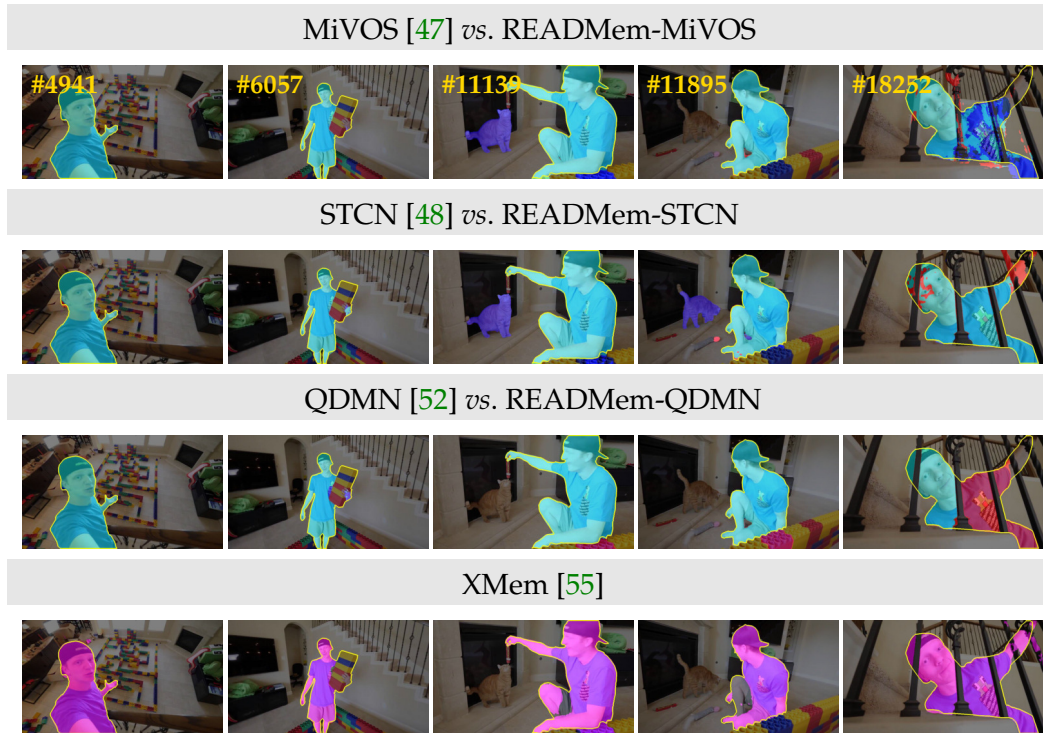 MiVOS [47] vs. READMem-MiVOS
#4941 #6057 #11139 #11895 #18252
STCN [48] vs. READMem-STCN
QDMN [52] vs. READMem-QDMN
XMem [55]